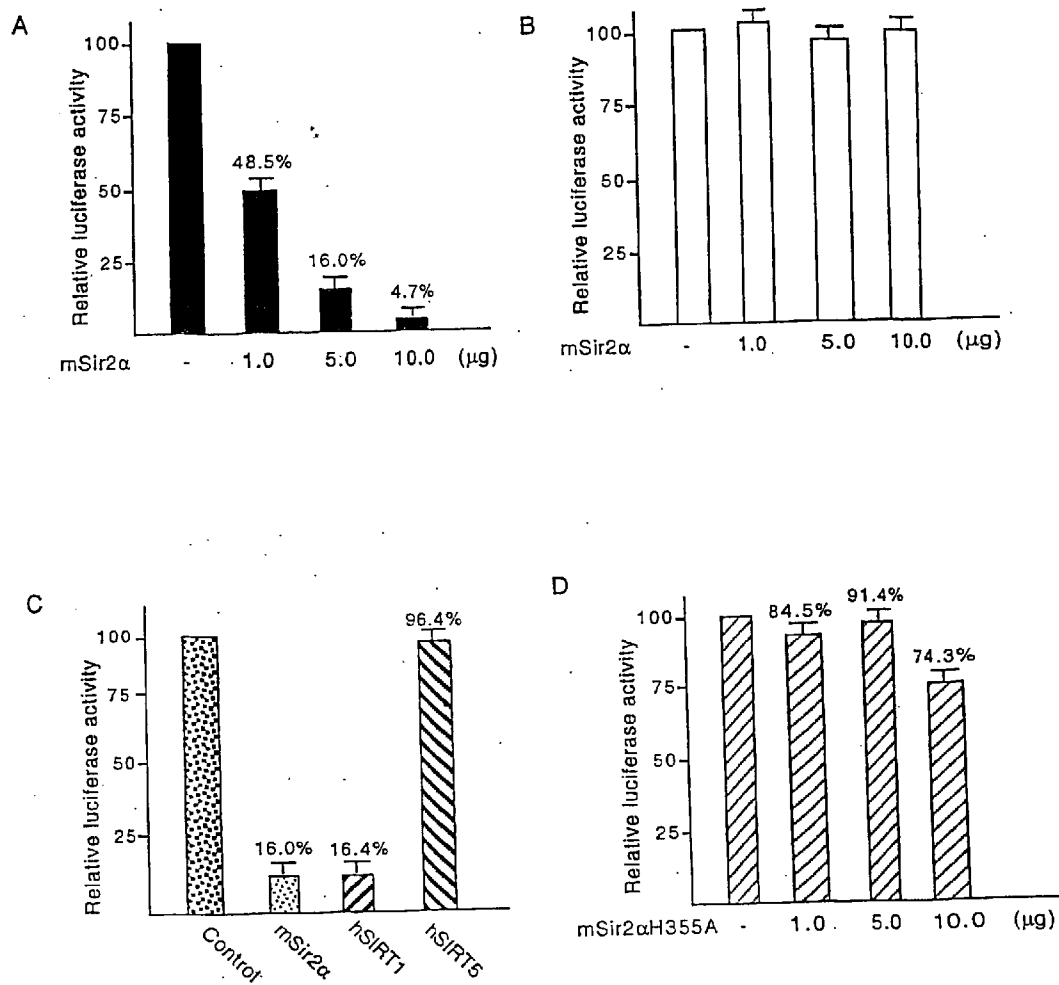 A
Relative luciferase activity
100
75
50
25
48.5%
16.0%
4.7%
mSir2α - 1.0 5.0 10.0 (μg)
B
Relative luciferase activity
100
75
50
25
mSir2α - 1.0 5.0 10.0 (μg)
C
Relative luciferase activity
100
75
50
25
16.0%
16.4%
96.4%
Control
mSir2α
hSIRT1
hSIRT5
D
Relative luciferase activity
100
75
50
25
84.5%
91.4%
74.3%
mSir2αH355A - 1.0 5.0 10.0 (μg)